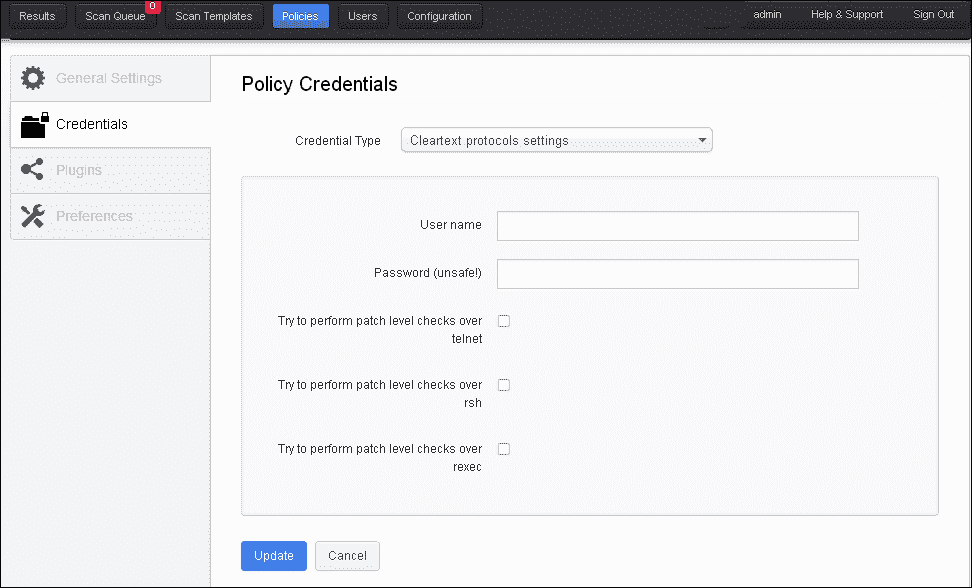 Results Scan Queue 0 Scan Templates Policies Users Configuration admin Help & Support Sign Out
General Settings
Credentials
Plugins
Preferences
Policy Credentials
Credential Type Cleartext protocols settings
User name
Password (unsafe!)
Try to perform patch level checks over
telnet
Try to perform patch level checks over
rsh
Try to perform patch level checks over
rexec
Update Cancel